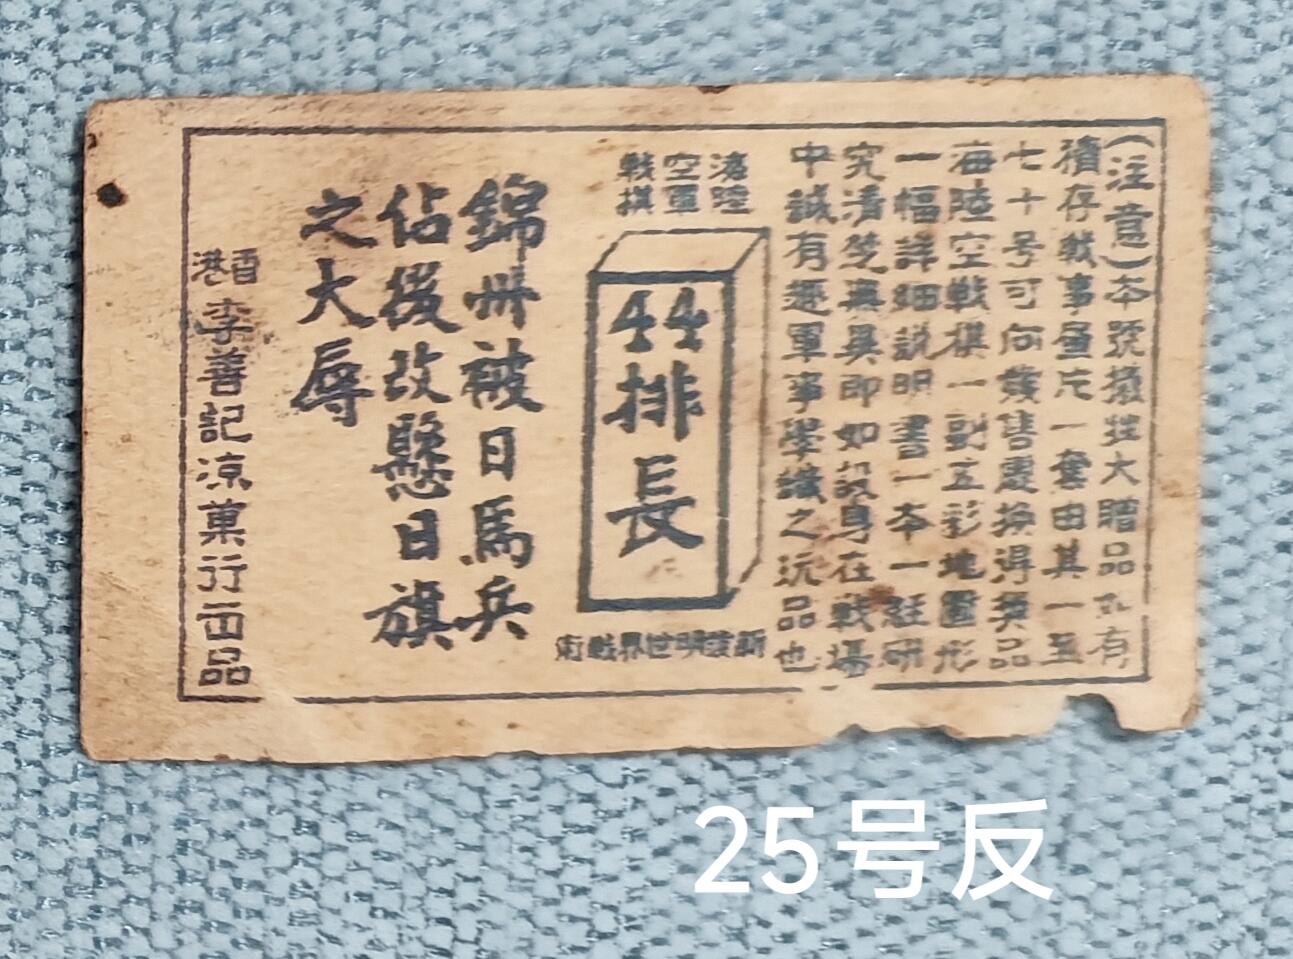 (注意)本號撥出大贈品如有
積存戰事畫片一套由其一至
七十号可向發售處換得獎品
海陸空戰棋一副五彩地圖形
一幅詳細説明書一本一經研
究清楚無異即如設身在戰場
中誠有趣軍事學識之玩品也
海陸
空軍
戰棋
44排長
新發明世界戰術
錦州被日馬兵
佔後改懸日旗
之大辱
香港李善記凉菓行出品
25号反